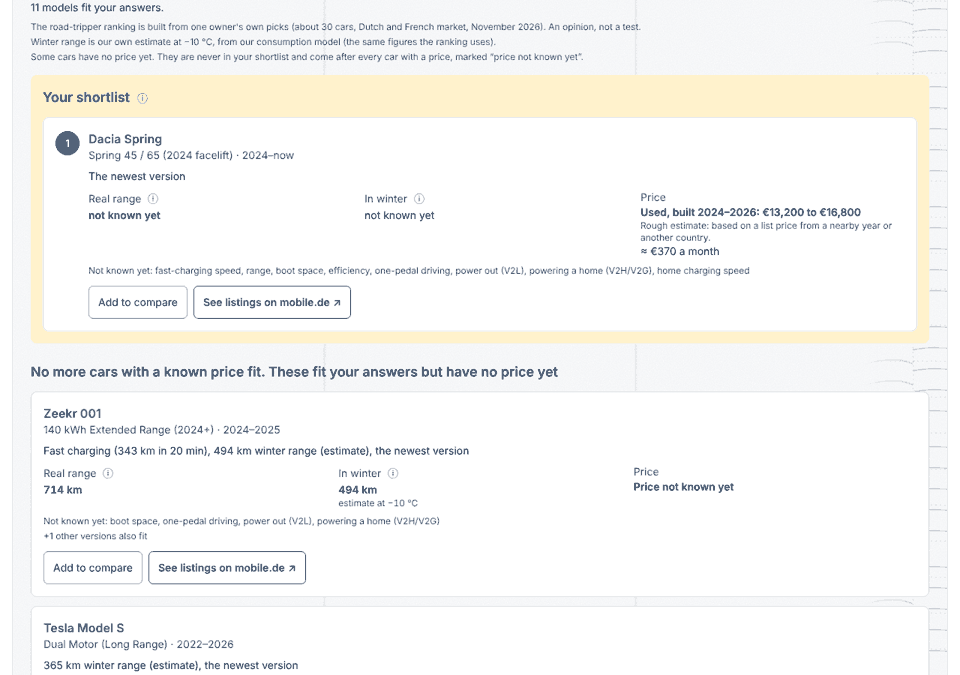 11 models fit your answers.
The road-tripper ranking is built from one owner's own picks (about 30 cars, Dutch and French market, November 2026). An opinion, not a test.
Winter range is our own estimate at −10 °C, from our consumption model (the same figures the ranking uses).
Some cars have no price yet. They are never in your shortlist and come after every car with a price, marked “price not known yet”.
Your shortlist ⓘ
1
Dacia Spring
Spring 45 / 65 (2024 facelift) · 2024–now
The newest version
Real range ⓘ
not known yet
In winter ⓘ
not known yet
Price
Used, built 2024–2026: €13,200 to €16,800
Rough estimate: based on a list price from a nearby year or
another country.
≈ €370 a month
Not known yet: fast-charging speed, range, boot space, efficiency, one-pedal driving, power out (V2L), powering a home (V2H/V2G), home charging speed
Add to compare
See listings on mobile.de ↗
No more cars with a known price fit. These fit your answers but have no price yet
Zeekr 001
140 kWh Extended Range (2024+) · 2024–2025
Fast charging (343 km in 20 min), 494 km winter range (estimate), the newest version
Real range ⓘ
714 km
In winter ⓘ
494 km
estimate at −10 °C
Price
Price not known yet
Not known yet: boot space, one-pedal driving, power out (V2L), powering a home (V2H/V2G)
+1 other versions also fit
Add to compare
See listings on mobile.de ↗
Tesla Model S
Dual Motor (Long Range) · 2022–2026
365 km winter range (estimate), the newest version